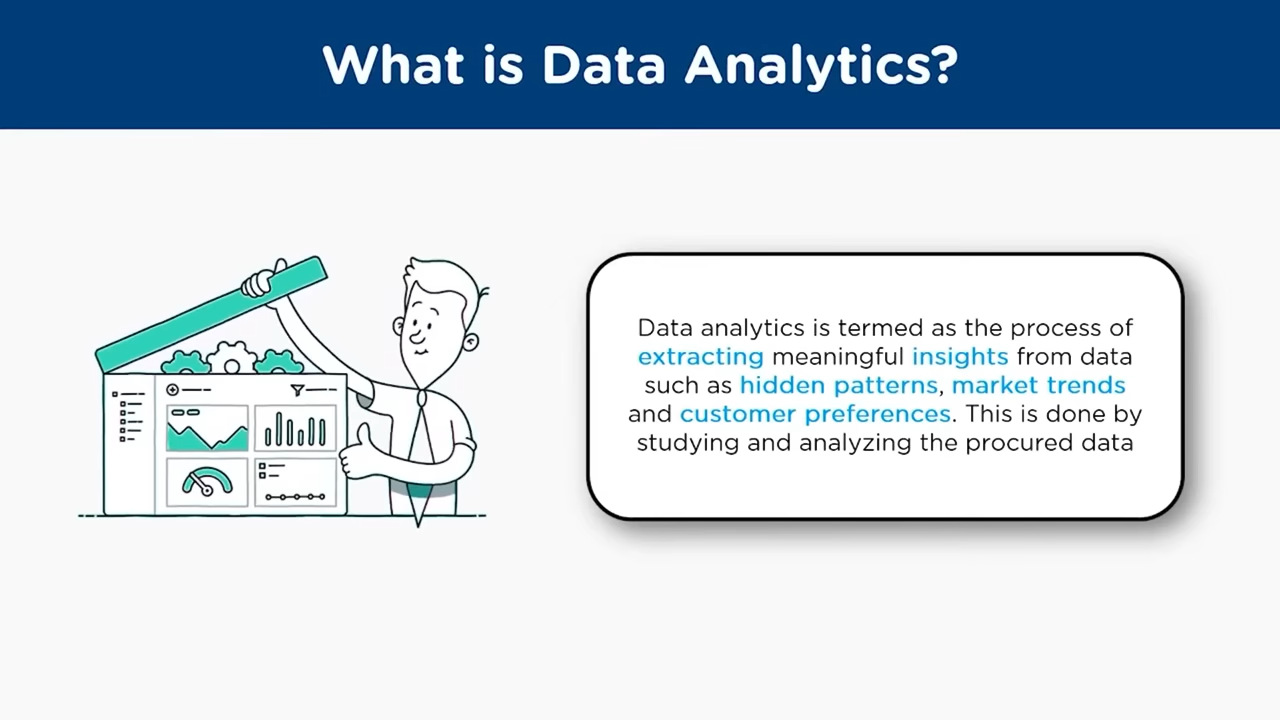 What is Data Analytics?
Data analytics is termed as the process of
extracting meaningful insights from data
such as hidden patterns, market trends
and customer preferences. This is done by
studying and analyzing the procured data